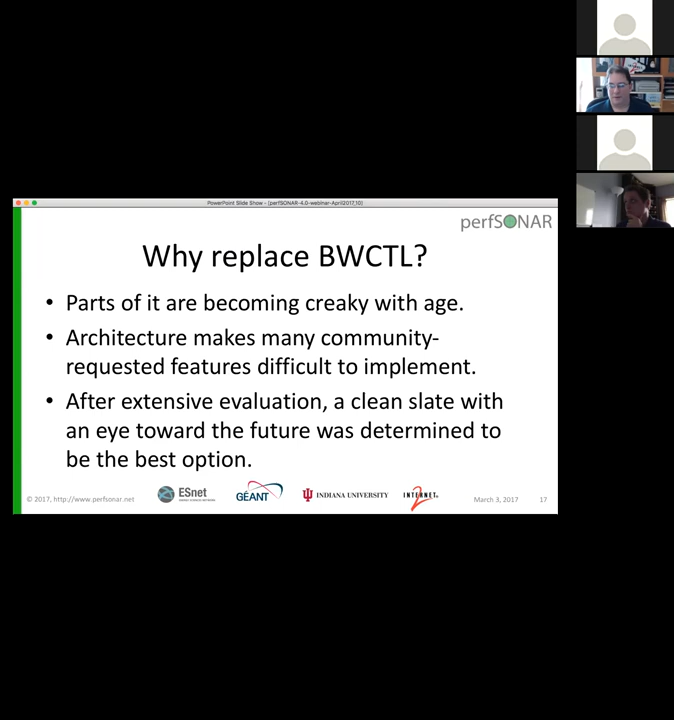 PowerPoint Slide Show - [perfSONAR-4.0-webinar-April2017.10]
perfSONAR
Why replace BWCTL?
• Parts of it are becoming creaky with age.
• Architecture makes many community-
requested features difficult to implement.
• After extensive evaluation, a clean slate with
an eye toward the future was determined to
be the best option.
© 2017, http://www.perfsonar.net
ESnet
GÉANT
INDIANA UNIVERSITY
INTERNET
2
March 3, 2017
17